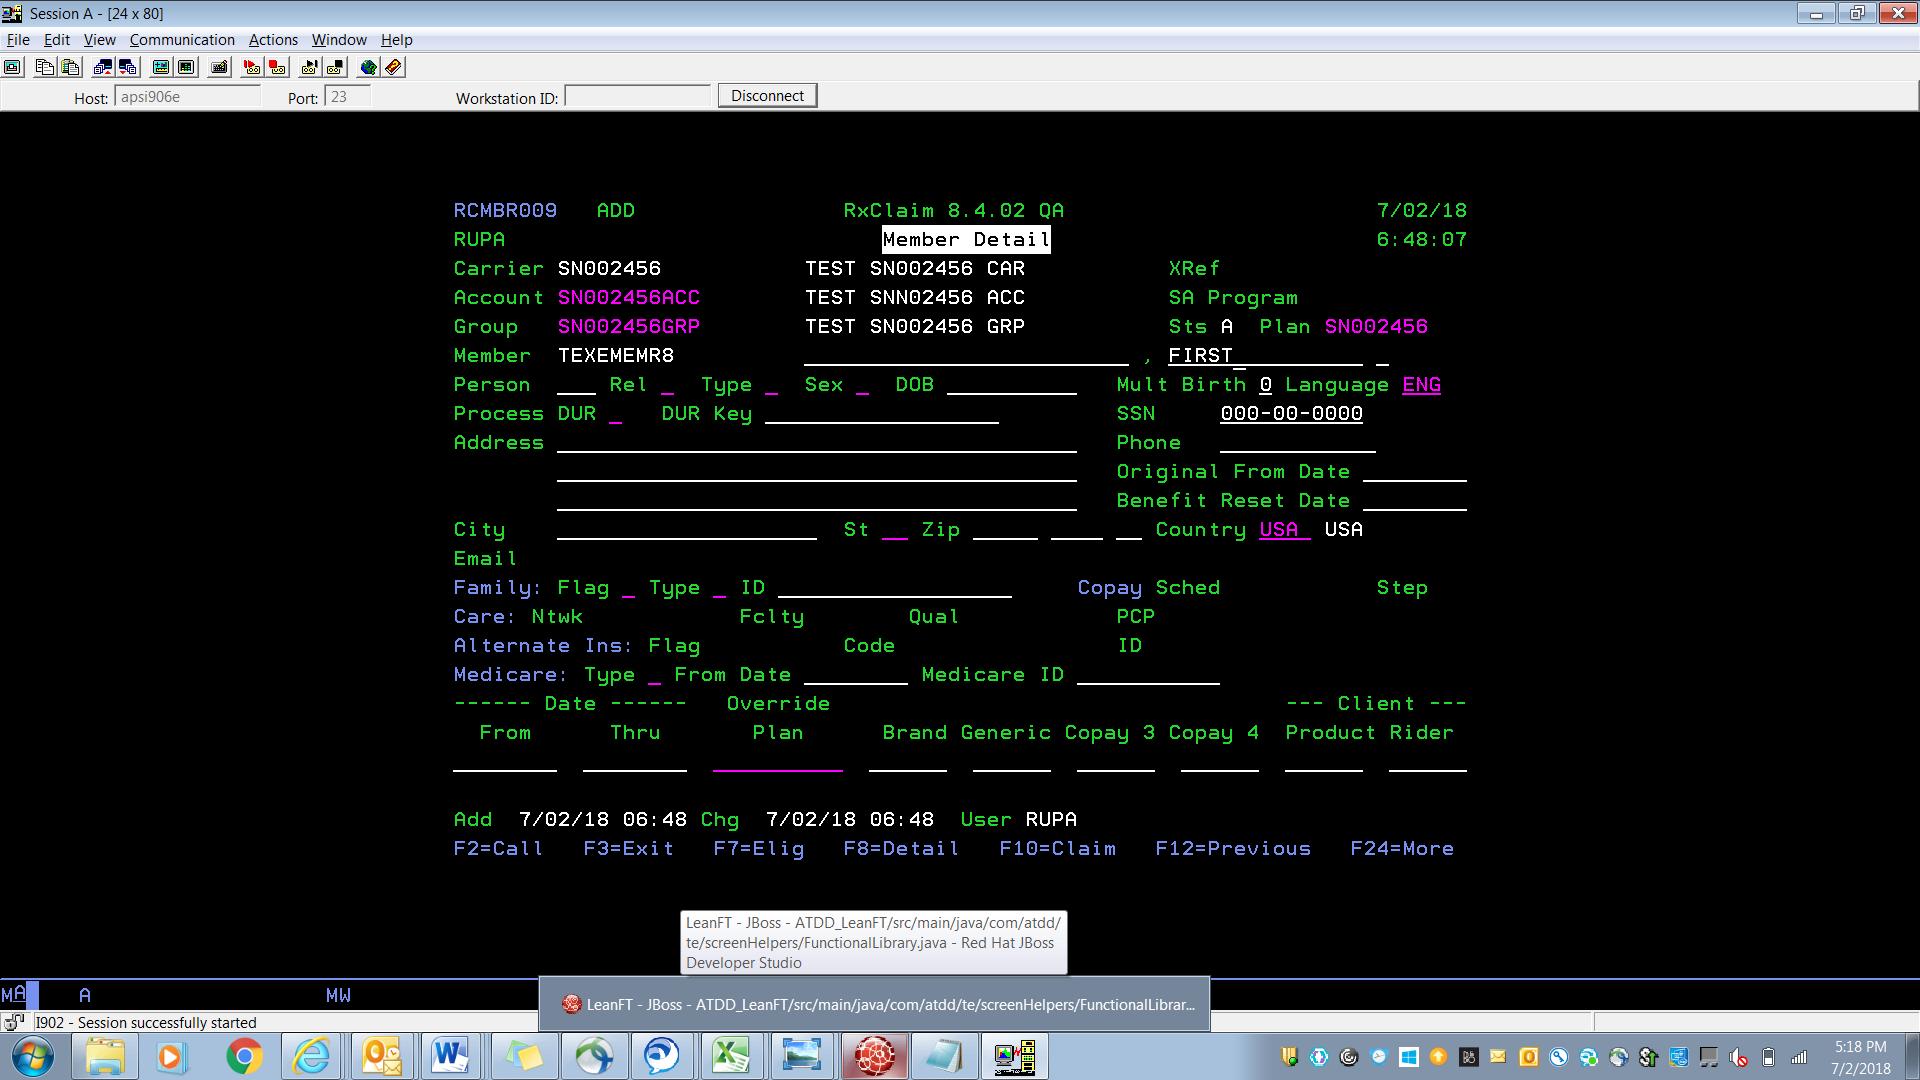 Session A - [24 x 80]
File Edit View Communication Actions Window Help
Host: apsi906e Port: 23 Workstation ID: Disconnect
RCMBR009 ADD RxClaim 8.4.02 QA 7/02/18
RUPA Member Detail 6:48:07
Carrier SN002456 TEST SN002456 CAR XRef
Account SN002456ACC TEST SNN02456 ACC SA Program
Group SN002456GRP TEST SN002456 GRP Sts A Plan SN002456
Member TEXEMEMR8 , FIRST
Person Rel Type Sex DOB Mult Birth 0 Language ENG
Process DUR DUR Key SSN 000-00-0000
Address Phone
Original From Date
Benefit Reset Date
City St Zip Country USA USA
Email
Family: Flag Type ID Copay Sched Step
Care: Ntwk Fclty Qual PCP
Alternate Ins: Flag Code ID
Medicare: Type From Date Medicare ID
------ Date ------ Override --- Client ---
From Thru Plan Brand Generic Copay 3 Copay 4 Product Rider
Add 7/02/18 06:48 Chg 7/02/18 06:48 User RUPA
F2=Call F3=Exit F7=Elig F8=Detail F10=Claim F12=Previous F24=More
LeanFT - JBoss - ATDD_LeanFT/src/main/java/com/atdd/
te/screenHelpers/FunctionalLibrary.java - Red Hat JBoss
Developer Studio
MA A MW
LeanFT - JBoss - ATDD_LeanFT/src/main/java/com/atdd/te/screenHelpers/FunctionalLibrar...
I902 - Session successfully started
5:18 PM
7/2/2018